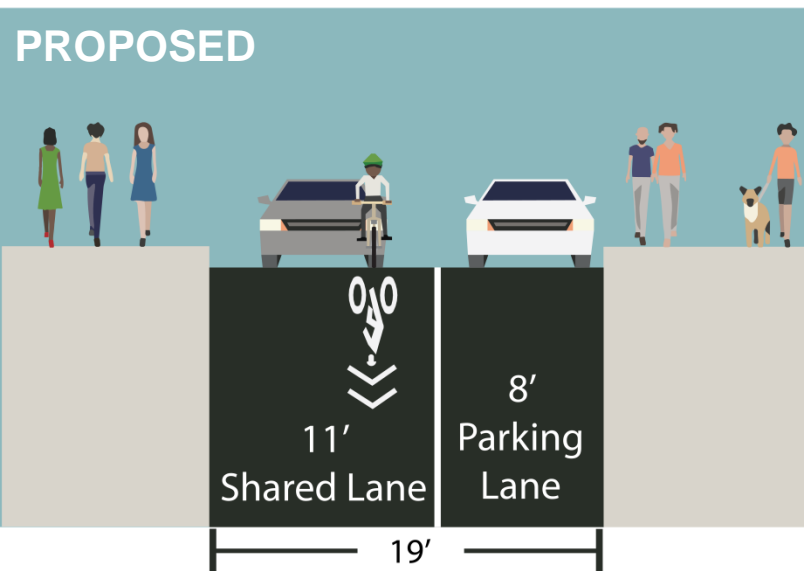 PROPOSED
11′
Shared Lane
8′
Parking
Lane
19′